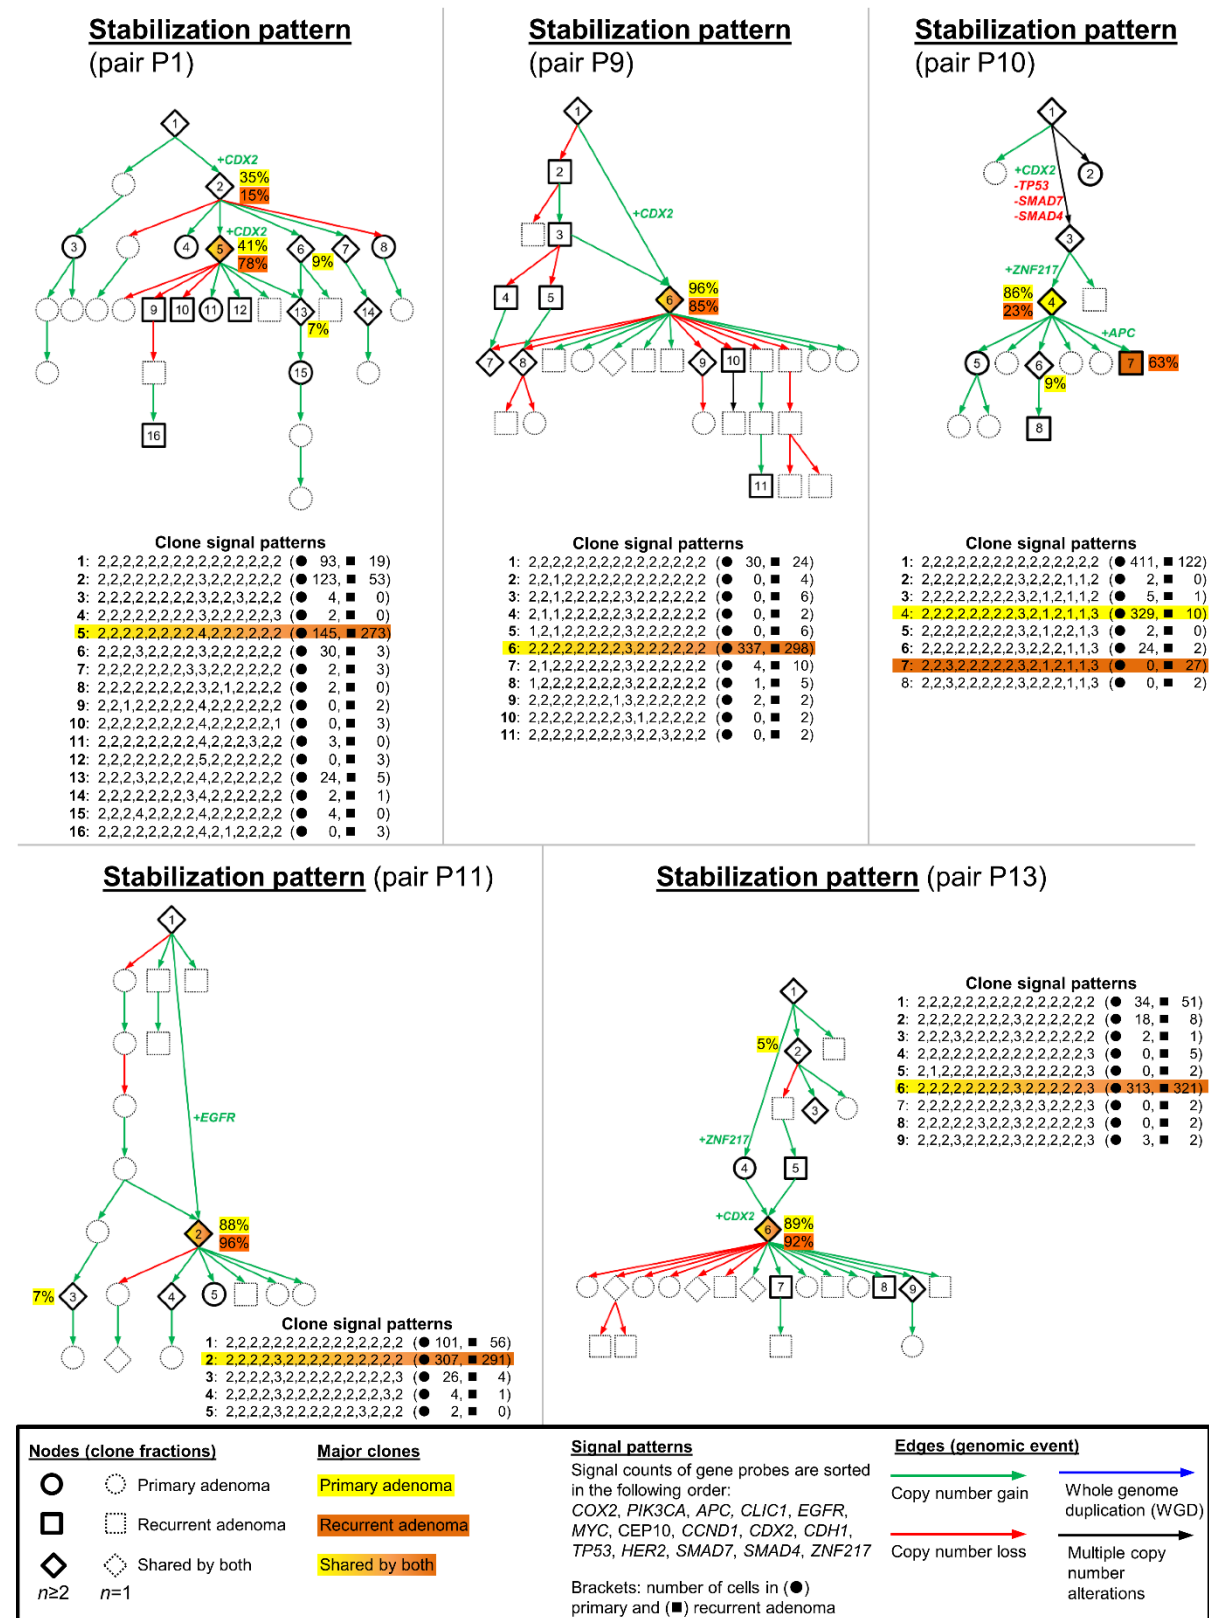 Stabilization pattern
(pair P1)
1
+CDX2
2
35%
15%
+CDX2
3
4
5
41%
78%
6
9%
7
8
9
10
11
12
13
7%
14
15
16
Clone signal patterns
1: 2,2,2,2,2,2,2,2,2,2,2,2,2,2,2 (● 93, ■ 19)
2: 2,2,2,2,2,2,2,2,3,2,2,2,2,2,2 (● 123, ■ 53)
3: 2,2,2,2,2,2,2,2,3,2,2,3,2,2,2 (● 4, ■ 0)
4: 2,2,2,2,2,2,2,2,3,2,2,2,2,2,3 (● 2, ■ 0)
5: 2,2,2,2,2,2,2,2,4,2,2,2,2,2,2 (● 145, ■ 273)
6: 2,2,2,3,2,2,2,2,3,2,2,2,2,2,2 (● 30, ■ 3)
7: 2,2,2,2,2,2,2,3,3,2,2,2,2,2,2 (● 2, ■ 3)
8: 2,2,2,2,2,2,2,2,3,2,1,2,2,2,2 (● 2, ■ 0)
9: 2,2,1,2,2,2,2,2,4,2,2,2,2,2,2 (● 0, ■ 2)
10: 2,2,2,2,2,2,2,2,4,2,2,2,2,2,1 (● 0, ■ 3)
11: 2,2,2,2,2,2,2,2,4,2,2,2,3,2,2 (● 3, ■ 0)
12: 2,2,2,2,2,2,2,2,5,2,2,2,2,2,2 (● 0, ■ 3)
13: 2,2,2,3,2,2,2,2,4,2,2,2,2,2,2 (● 24, ■ 5)
14: 2,2,2,2,2,2,2,3,4,2,2,2,2,2,2 (● 2, ■ 1)
15: 2,2,2,4,2,2,2,2,4,2,2,2,2,2,2 (● 4, ■ 0)
16: 2,2,2,2,2,2,2,2,4,2,1,2,2,2,2 (● 0, ■ 3)
Stabilization pattern
(pair P9)
1
2
+CDX2
3
4
5
6
96%
85%
7
8
9
10
11
Clone signal patterns
1: 2,2,2,2,2,2,2,2,2,2,2,2,2,2,2 (● 30, ■ 24)
2: 2,2,1,2,2,2,2,2,2,2,2,2,2,2,2 (● 0, ■ 4)
3: 2,2,1,2,2,2,2,2,3,2,2,2,2,2,2 (● 0, ■ 6)
4: 2,1,1,2,2,2,2,2,3,2,2,2,2,2,2 (● 0, ■ 2)
5: 1,2,1,2,2,2,2,2,3,2,2,2,2,2,2 (● 0, ■ 6)
6: 2,2,2,2,2,2,2,2,3,2,2,2,2,2,2 (● 337, ■ 298)
7: 2,1,2,2,2,2,2,2,3,2,2,2,2,2,2 (● 4, ■ 10)
8: 1,2,2,2,2,2,2,2,3,2,2,2,2,2,2 (● 1, ■ 5)
9: 2,2,2,2,2,2,2,1,3,2,2,2,2,2,2 (● 2, ■ 2)
10: 2,2,2,2,2,2,2,2,3,1,2,2,2,2,2 (● 0, ■ 2)
11: 2,2,2,2,2,2,2,2,3,2,2,3,2,2,2 (● 0, ■ 2)
Stabilization pattern
(pair P10)
1
+CDX2
-TP53
-SMAD7
-SMAD4
2
3
+ZNF217
86%
23%
4
+APC
5
6
9%
7
63%
8
Clone signal patterns
1: 2,2,2,2,2,2,2,2,2,2,2,2,2,2,2 (● 411, ■ 122)
2: 2,2,2,2,2,2,2,2,3,2,2,2,1,1,2 (● 2, ■ 0)
3: 2,2,2,2,2,2,2,2,3,2,1,2,1,1,2 (● 5, ■ 1)
4: 2,2,2,2,2,2,2,2,3,2,1,2,1,1,3 (● 329, ■ 10)
5: 2,2,2,2,2,2,2,2,3,2,1,2,2,1,3 (● 2, ■ 0)
6: 2,2,2,2,2,2,2,2,3,2,2,2,1,1,3 (● 24, ■ 2)
7: 2,2,3,2,2,2,2,2,3,2,1,2,1,1,3 (● 0, ■ 27)
8: 2,2,3,2,2,2,2,2,3,2,2,2,1,1,3 (● 0, ■ 2)
Stabilization pattern (pair P11)
1
+EGFR
2
88%
96%
7%
3
4
5
Clone signal patterns
1: 2,2,2,2,2,2,2,2,2,2,2,2,2,2,2 (● 101, ■ 56)
2: 2,2,2,2,3,2,2,2,2,2,2,2,2,2,2 (● 307, ■ 291)
3: 2,2,2,2,3,2,2,2,2,2,2,2,2,2,3 (● 26, ■ 4)
4: 2,2,2,2,3,2,2,2,2,2,2,2,2,3,2 (● 4, ■ 1)
5: 2,2,2,2,3,2,2,2,2,2,2,3,2,2,2 (● 2, ■ 0)
Stabilization pattern (pair P13)
1
5%
2
3
+ZNF217
4
5
+CDX2
6
89%
92%
7
8
9
Clone signal patterns
1: 2,2,2,2,2,2,2,2,2,2,2,2,2,2,2 (● 34, ■ 51)
2: 2,2,2,2,2,2,2,2,3,2,2,2,2,2,2 (● 18, ■ 8)
3: 2,2,2,3,2,2,2,2,3,2,2,2,2,2,2 (● 2, ■ 1)
4: 2,2,2,2,2,2,2,2,2,2,2,2,2,2,3 (● 0, ■ 5)
5: 2,1,2,2,2,2,2,2,3,2,2,2,2,2,3 (● 0, ■ 2)
6: 2,2,2,2,2,2,2,2,3,2,2,2,2,2,3 (● 313, ■ 321)
7: 2,2,2,2,2,2,2,2,3,2,3,2,2,2,3 (● 0, ■ 2)
8: 2,2,2,2,2,2,2,2,3,2,2,2,2,3,3 (● 0, ■ 2)
9: 2,2,2,3,2,2,2,2,3,2,2,2,2,2,3 (● 3, ■ 2)
Nodes (clone fractions)
Primary adenoma
Recurrent adenoma
Shared by both
n≥2 n=1
Major clones
Primary adenoma
Recurrent adenoma
Shared by both
Signal patterns
Signal counts of gene probes are sorted
in the following order:
COX2, PIK3CA, APC, CLIC1, EGFR,
MYC, CEP10, CCND1, CDX2, CDH1,
TP53, HER2, SMAD7, SMAD4, ZNF217
Brackets: number of cells in (●)
primary and (■) recurrent adenoma
Edges (genomic event)
Copy number gain
Copy number loss
Whole genome
duplication (WGD)
Multiple copy
number
alterations